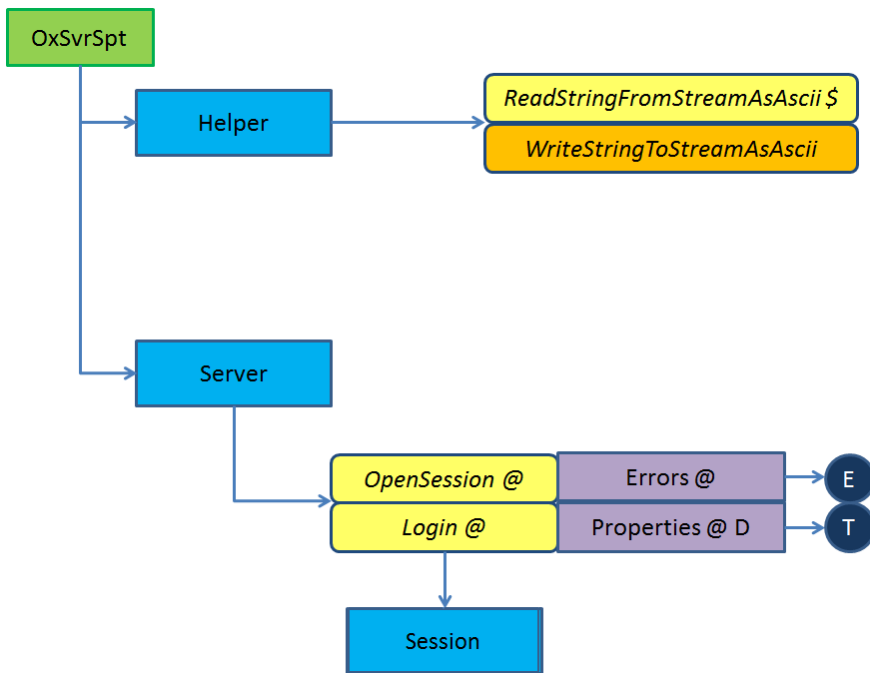 OxSvrSpt
Helper
ReadStringFromStreamAsAscii $
WriteStringToStreamAsAscii
Server
OpenSession @
Errors @
E
Login @
Properties @ D
T
Session